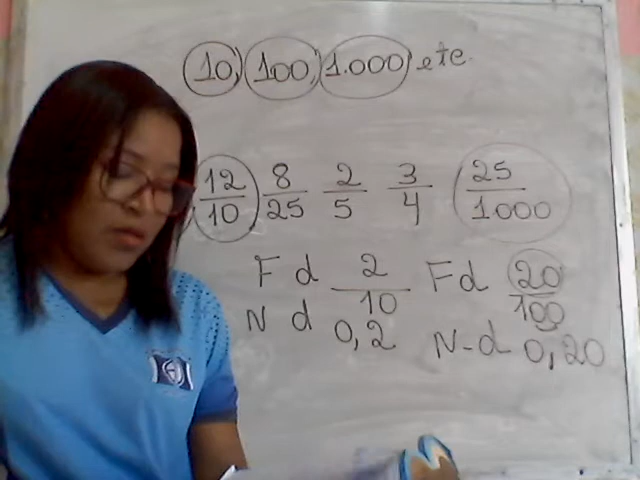 10, 100, 1.000 etc
12/10 8/25 2/5 3/4 25/1.000
F d 2/10 F d 20/100
N d 0,2 N-d 0,20